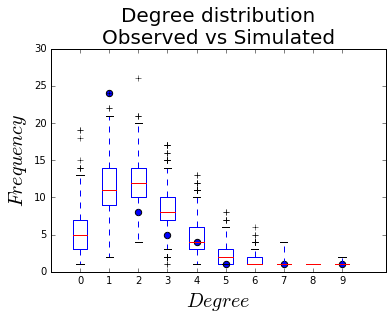 Degree distribution
Observed vs Simulated
Frequency
30
25
20
15
10
5
0
0 1 2 3 4 5 6 7 8 9
Degree